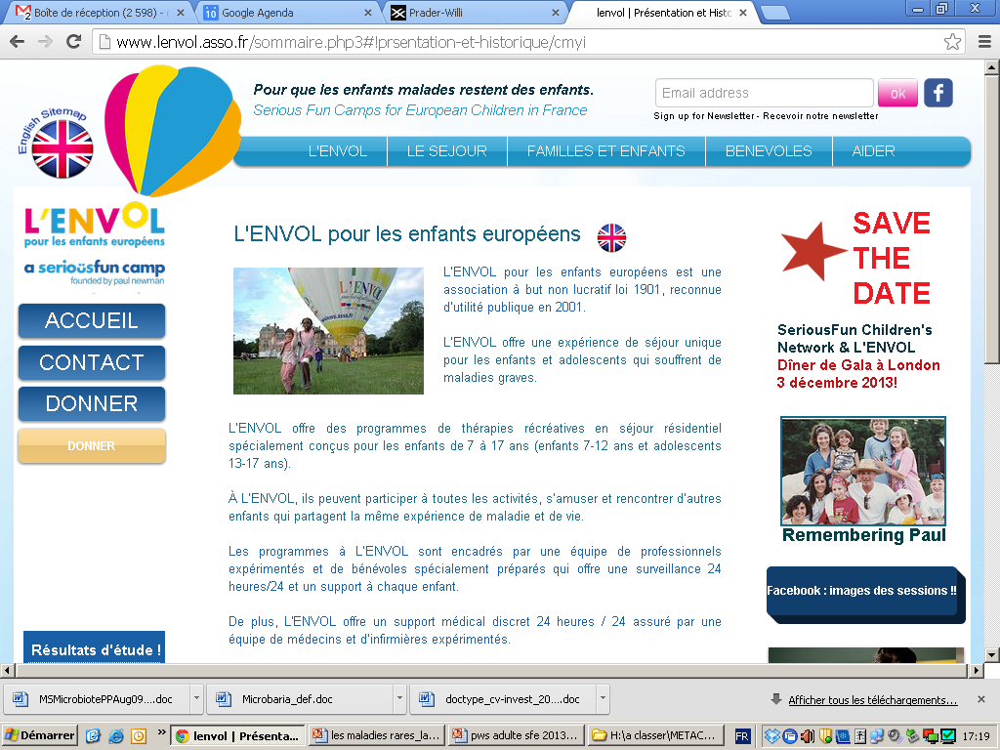 Boîte de réception (2 598) -
Google Agenda
Prader-Willi
lenvol | Présentation et Histo
www.lenvol.asso.fr/sommaire.php3#!prsentation-et-historique/cmyi
English Sitemap
Pour que les enfants malades restent des enfants.
Serious Fun Camps for European Children in France
Email address
ok
Sign up for Newsletter - Recevoir notre newsletter
L'ENVOL
LE SEJOUR
FAMILLES ET ENFANTS
BENEVOLES
AIDER
L'ENVOL
pour les enfants européens
a seriousfun camp
founded by paul newman
ACCUEIL
CONTACT
DONNER
DONNER
Résultats d'étude !
L'ENVOL pour les enfants européens
L'ENVOL
L'ENVOL pour les enfants européens est une
association à but non lucratif loi 1901, reconnue
d'utilité publique en 2001.
L'ENVOL offre une expérience de séjour unique
pour les enfants et adolescents qui souffrent de
maladies graves.
L'ENVOL offre des programmes de thérapies récréatives en séjour résidentiel
spécialement conçus pour les enfants de 7 à 17 ans (enfants 7-12 ans et adolescents
13-17 ans).
À L'ENVOL, ils peuvent participer à toutes les activités, s'amuser et rencontrer d'autres
enfants qui partagent la même expérience de maladie et de vie.
Les programmes à L'ENVOL sont encadrés par une équipe de professionnels
expérimentés et de bénévoles spécialement préparés qui offre une surveillance 24
heures/24 et un support à chaque enfant.
De plus, L'ENVOL offre un support médical discret 24 heures / 24 assuré par une
équipe de médecins et d'infirmières expérimentés.
SAVE
THE
DATE
SeriousFun Children's
Network & L'ENVOL
Dîner de Gala à London
3 décembre 2013!
Remembering Paul
Facebook : images des sessions !!
MSMicrobiotePPAug09....doc
Microbaria_def.doc
doctype_cv-invest_20....doc
Afficher tous les téléchargements...
Démarrer
lenvol | Présenta...
les maladies rares_la...
pws adulte sfe 2013...
H:\a classer\METAC...
FR
17:19